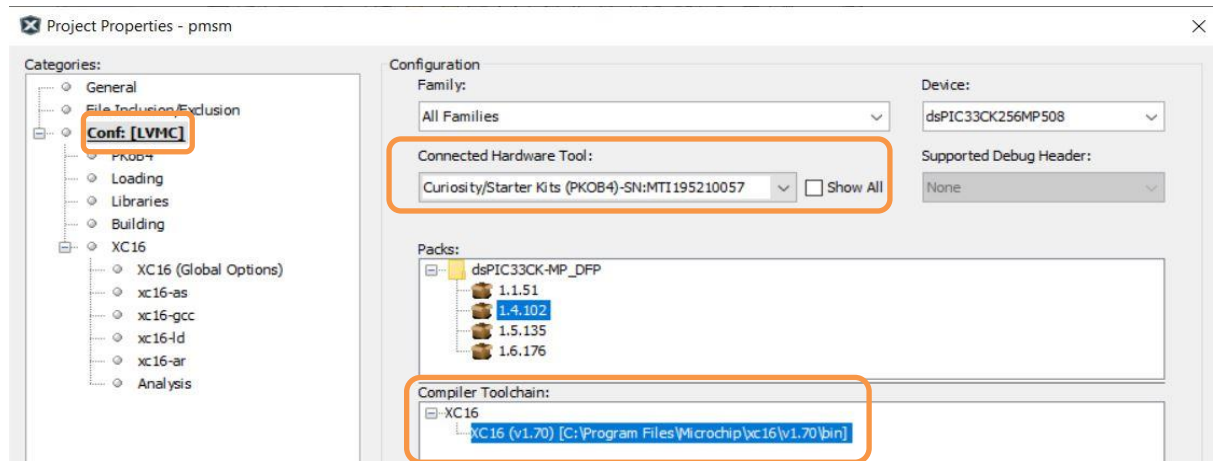 Project Properties - pmsm
Categories:
General
File Inclusion/Exclusion
Conf: [LVMC]
PKoB4
Loading
Libraries
Building
XC16
XC16 (Global Options)
xc16-as
xc16-gcc
xc16-ld
xc16-ar
Analysis
Configuration
Family:
All Families
Device:
dsPIC33CK256MP508
Connected Hardware Tool:
Curiosity/Starter Kits (PKOB4)-SN:MTI195210057
Show All
Supported Debug Header:
None
Packs:
dsPIC33CK-MP_DFP
1.1.51
1.4.102
1.5.135
1.6.176
Compiler Toolchain:
XC16
XC16 (v1.70) [C:\Program Files\Microchip\xc16\v1.70\bin]